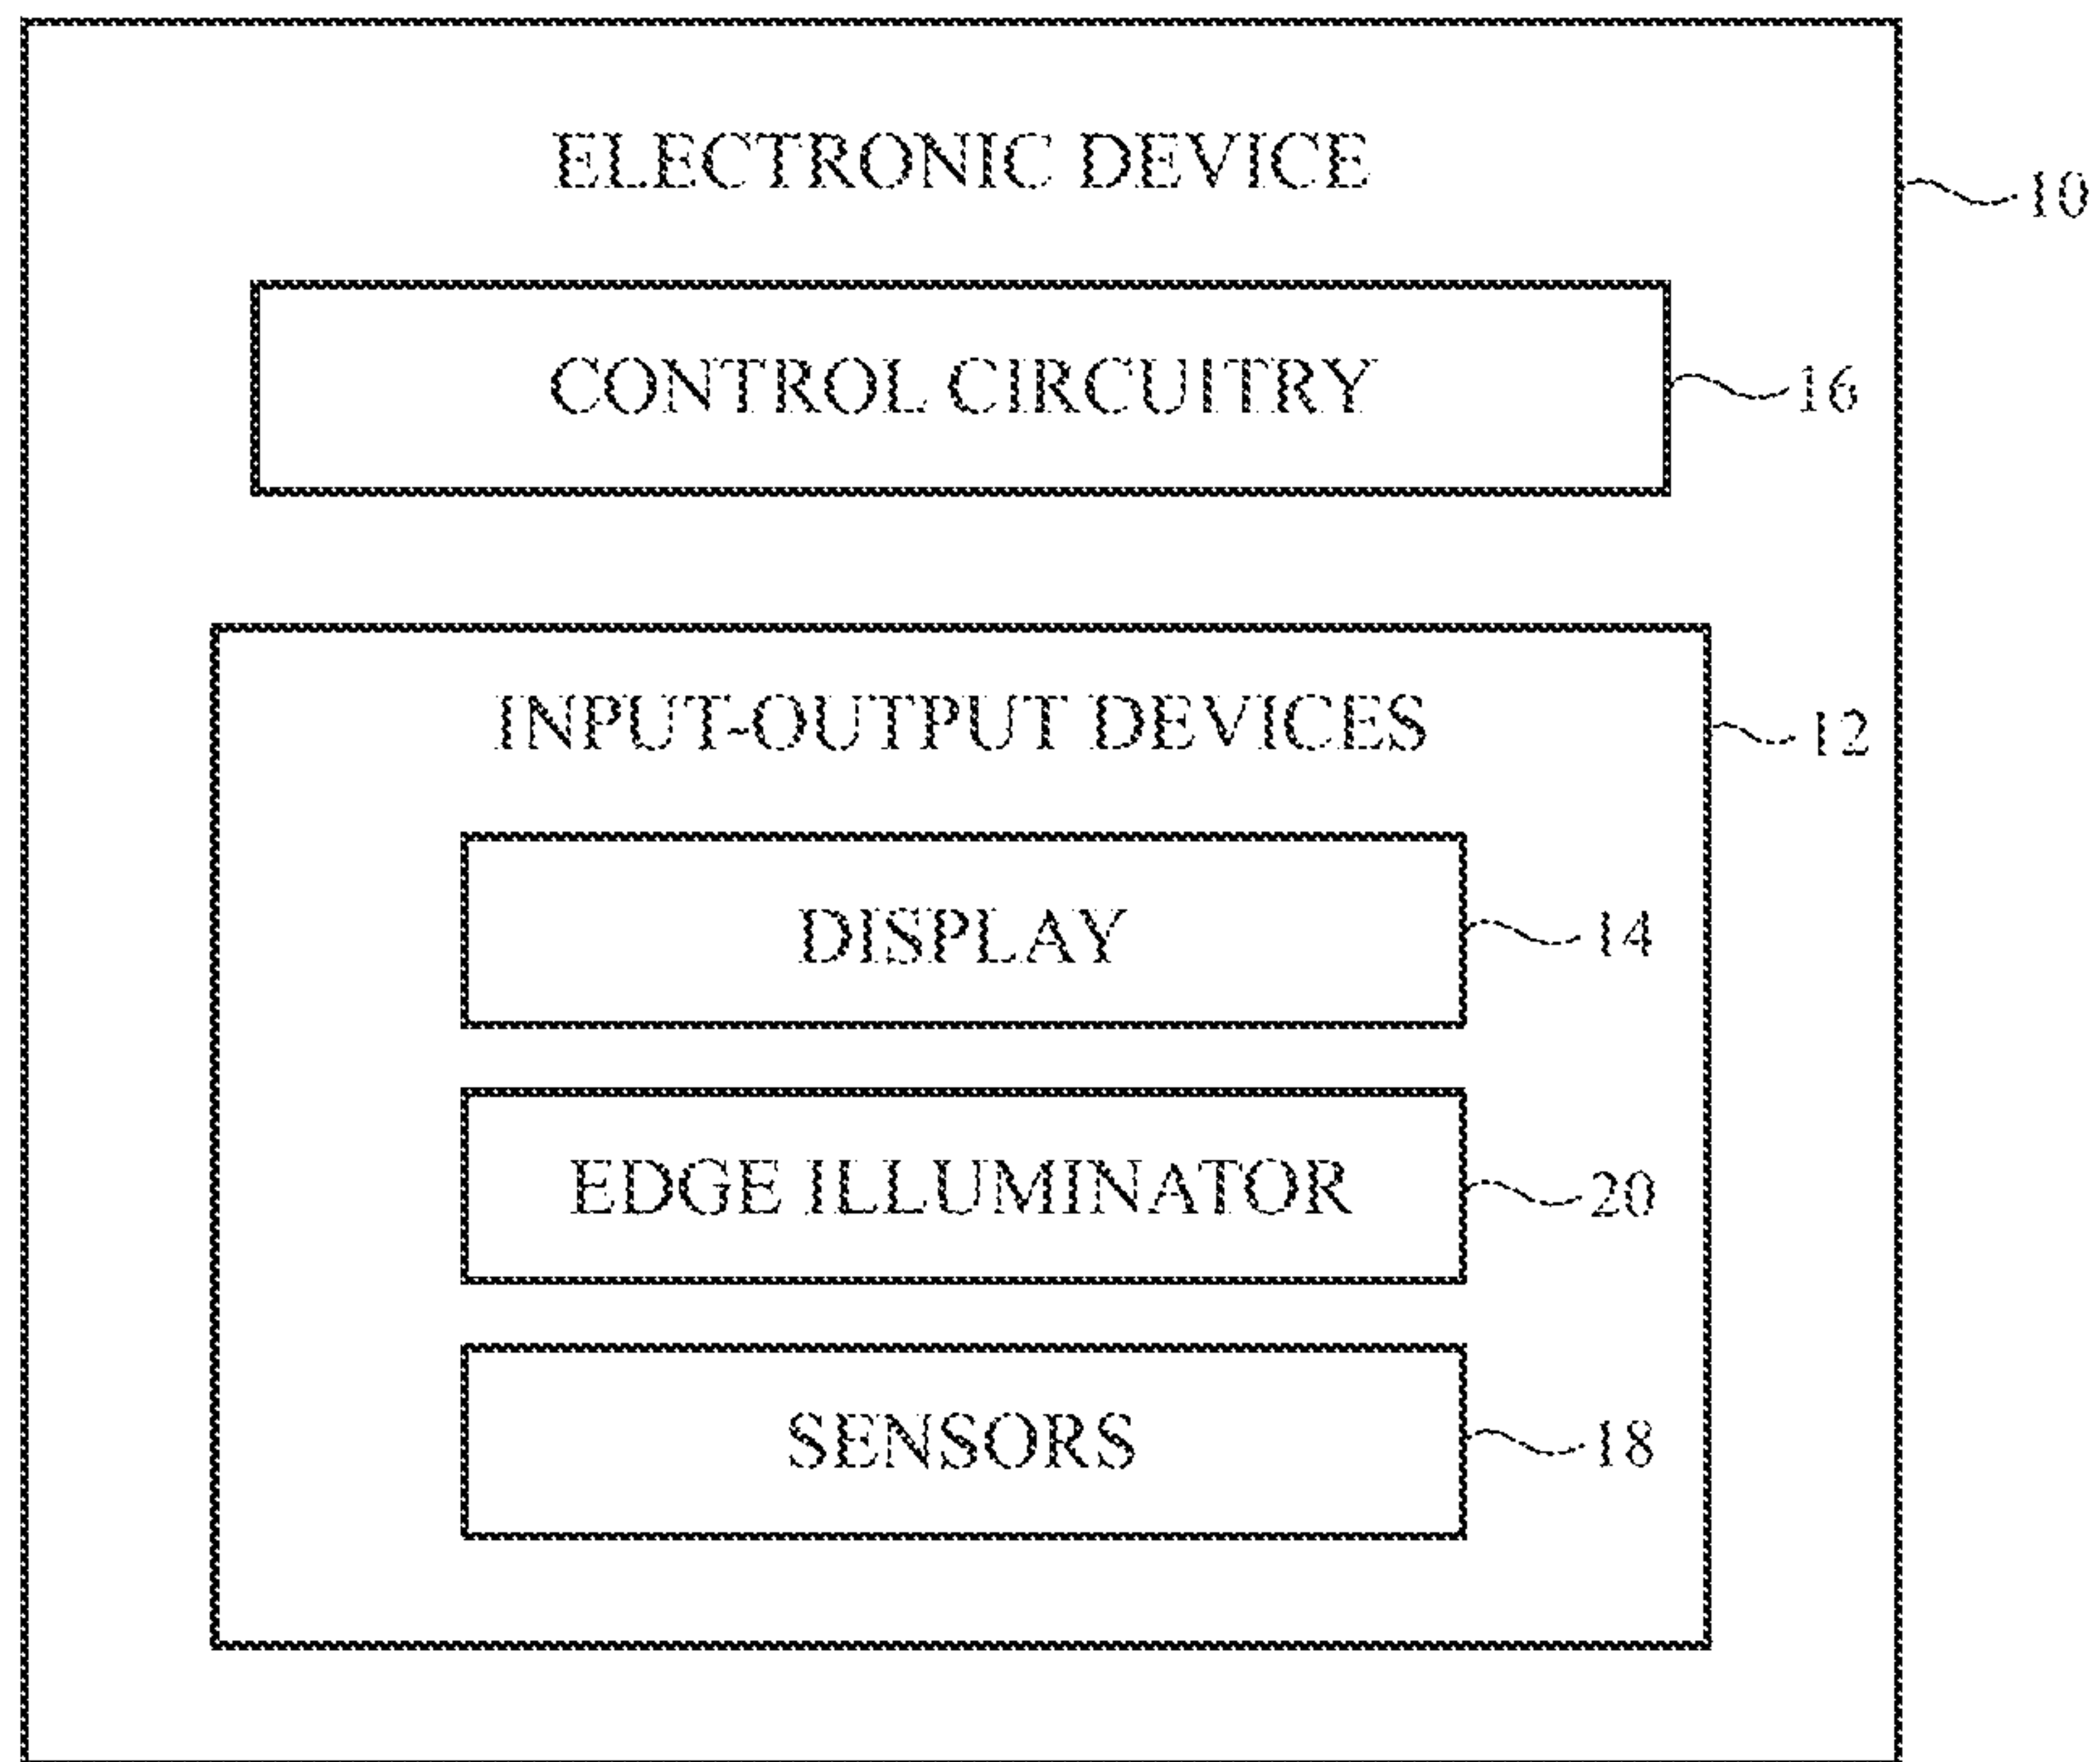 ELECTRONIC DEVICE
10
CONTROL CIRCUITRY
16
INPUT-OUTPUT DEVICES
12
DISPLAY
14
EDGE ILLUMINATOR
20
SENSORS
18